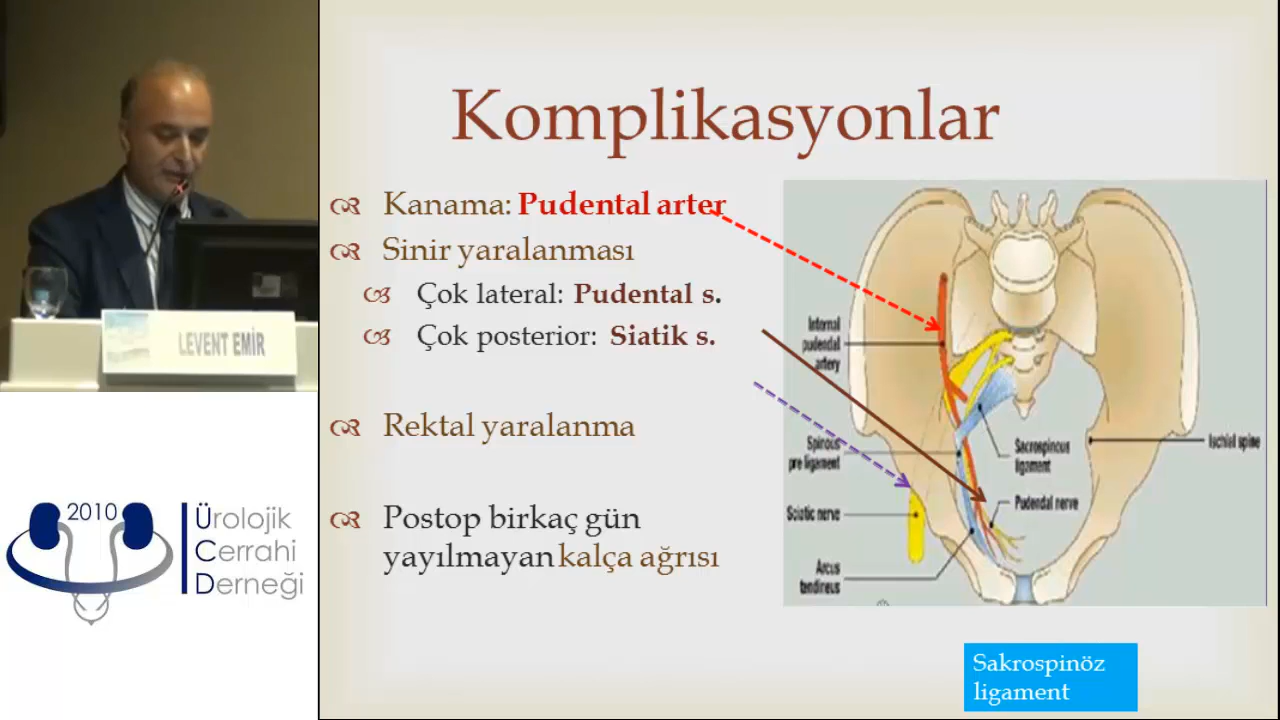 Komplikasyonlar
Kanama: Pudental arter
Sinir yaralanması
Çok lateral: Pudental s.
Çok posterior: Siatik s.
Rektal yaralanma
Postop birkaç gün
yayılmayan kalça ağrısı
Internal
pudendal
artery
Spinous
pre ligament
Sciatic nerve
Arcus
tendineus
Sacrospinous
ligament
Pudendal nerve
Ischial spine
Sakrospinöz
ligament
LEVENT EMİR
2010
Ürolojik
Cerrahi
Derneği